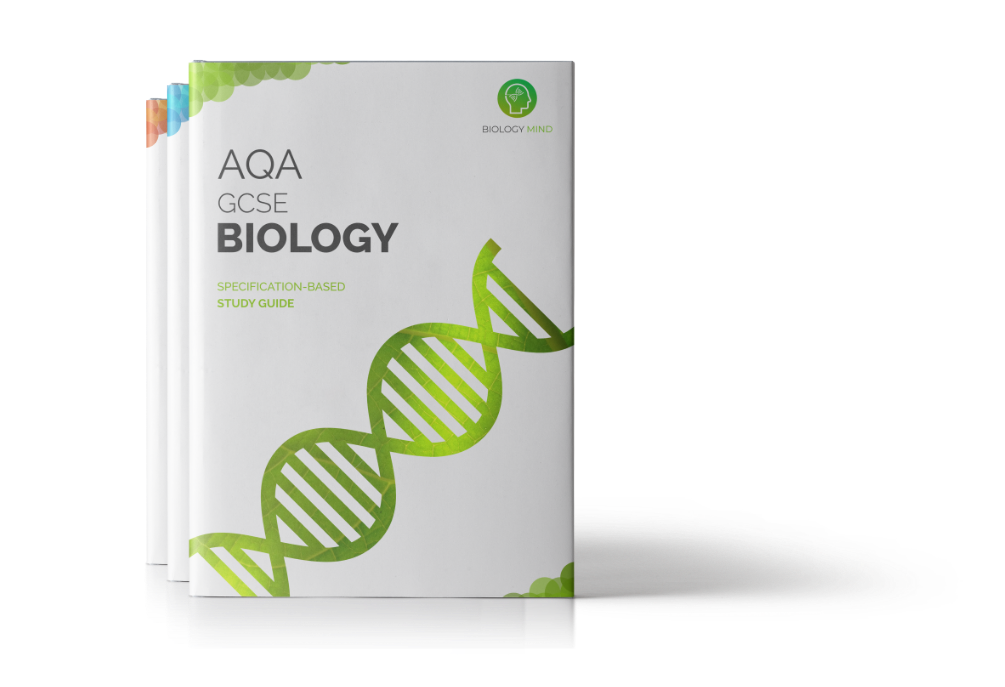 BIOLOGY MIND
AQA
GCSE
BIOLOGY
SPECIFICATION-BASED
STUDY GUIDE